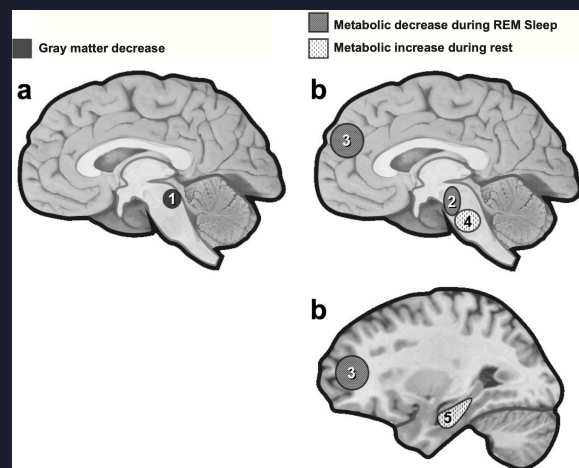 Metabolic decrease during REM Sleep
Gray matter decrease
Metabolic increase during rest
a
b
3
1
2
4
b
3
5